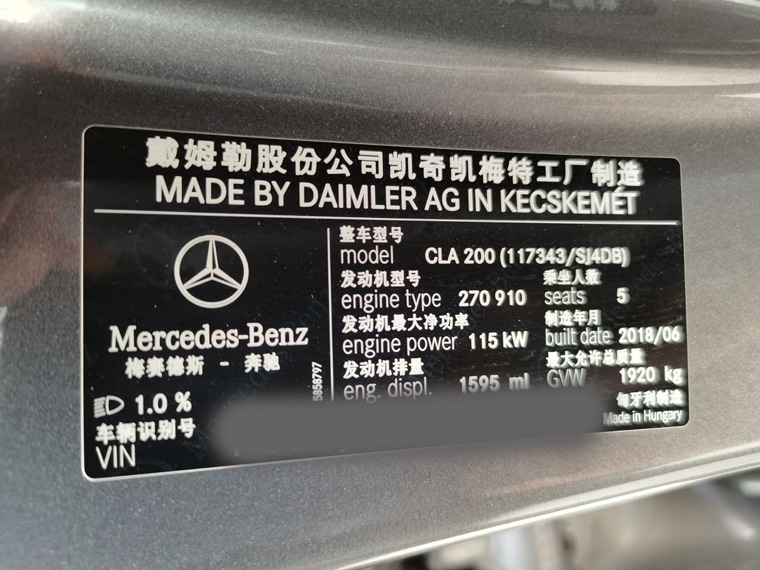 戴姆勒股份公司凯奇凯梅特工厂制造
MADE BY DAIMLER AG IN KECSKEMÉT
整车型号
model CLA 200 (117343/SJ4DB)
发动机型号 乘坐人数
engine type 270 910 seats 5
发动机最大净功率 制造年月
engine power 115 kW built date 2018/06
发动机排量 最大允许总质量
eng. displ. 1595 ml GVW 1920 kg
Mercedes-Benz
梅赛德斯 - 奔驰
5858797
1.0 %
匈牙利制造
Made in Hungary
车辆识别号
VIN